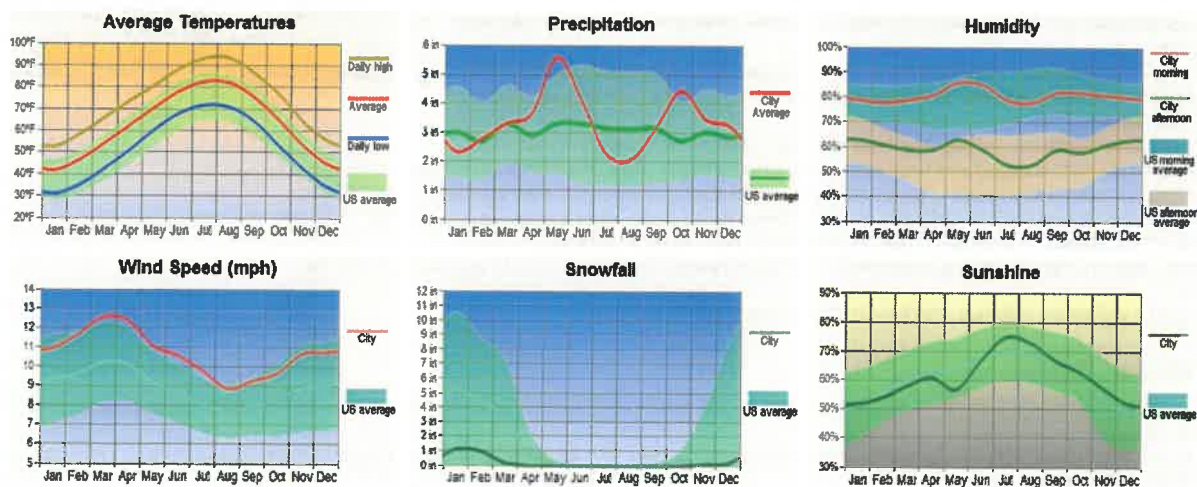 Average Temperatures
100°F
90°F
80°F
70°F
60°F
50°F
40°F
30°F
20°F
Jan Feb Mar Apr May Jun Jul Aug Sep Oct Nov Dec
Daily high
Average
Daily low
US average
Precipitation
6 in
5 in
4 in
3 in
2 in
1 in
0 in
Jan Feb Mar Apr May Jun Jul Aug Sep Oct Nov Dec
City
Average
US average
Humidity
100%
90%
80%
70%
60%
50%
40%
30%
Jan Feb Mar Apr May Jun Jul Aug Sep Oct Nov Dec
City
morning
City
afternoon
US morning
average
US afternoon
average
Wind Speed (mph)
14
13
12
11
10
9
8
7
6
5
Jan Feb Mar Apr May Jun Jul Aug Sep Oct Nov Dec
City
US average
Snowfall
12 in
11 in
10 in
9 in
8 in
7 in
6 in
5 in
4 in
3 in
2 in
1 in
0 in
Jan Feb Mar Apr May Jun Jul Aug Sep Oct Nov Dec
City
US average
Sunshine
90%
80%
70%
60%
50%
40%
30%
Jan Feb Mar Apr May Jun Jul Aug Sep Oct Nov Dec
City
US average